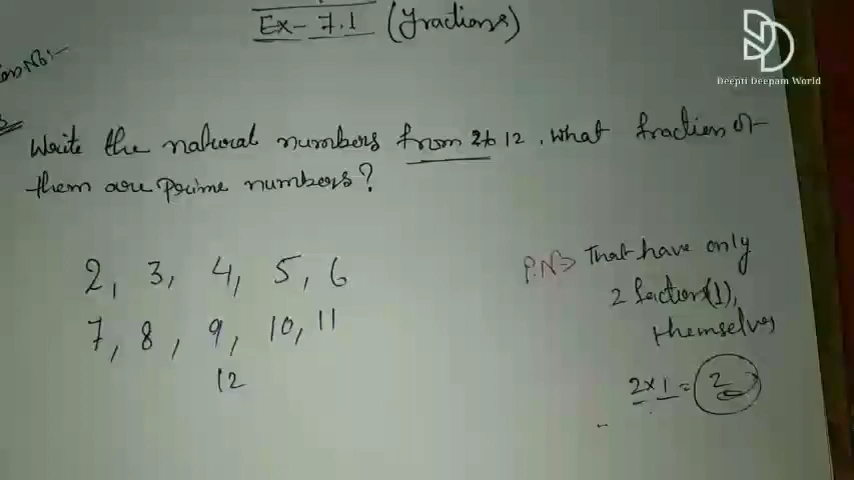 Ex- 7.1 (fractions)
Deepti Deepam World
Write the natural numbers from 2 to 12. What fraction of
them are prime numbers?
2, 3, 4, 5, 6
7, 8, 9, 10, 11
12
P.N⇒ That have only
2 factors(1),
themselves
2×1=2